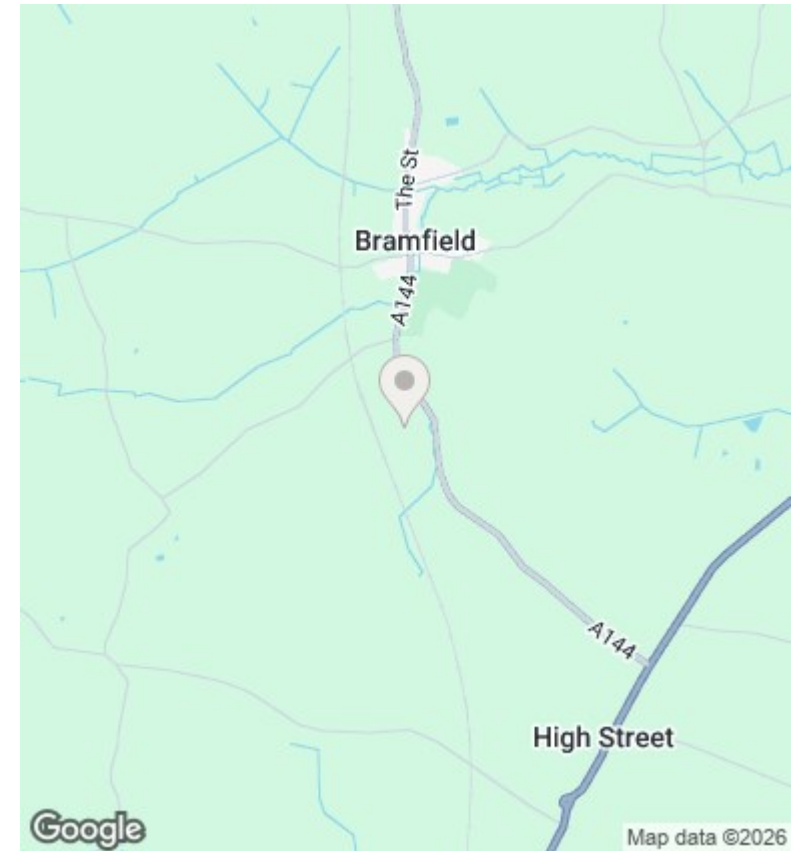 The St
Bramfield
A144
A144
High Street
Google
Map data ©2026